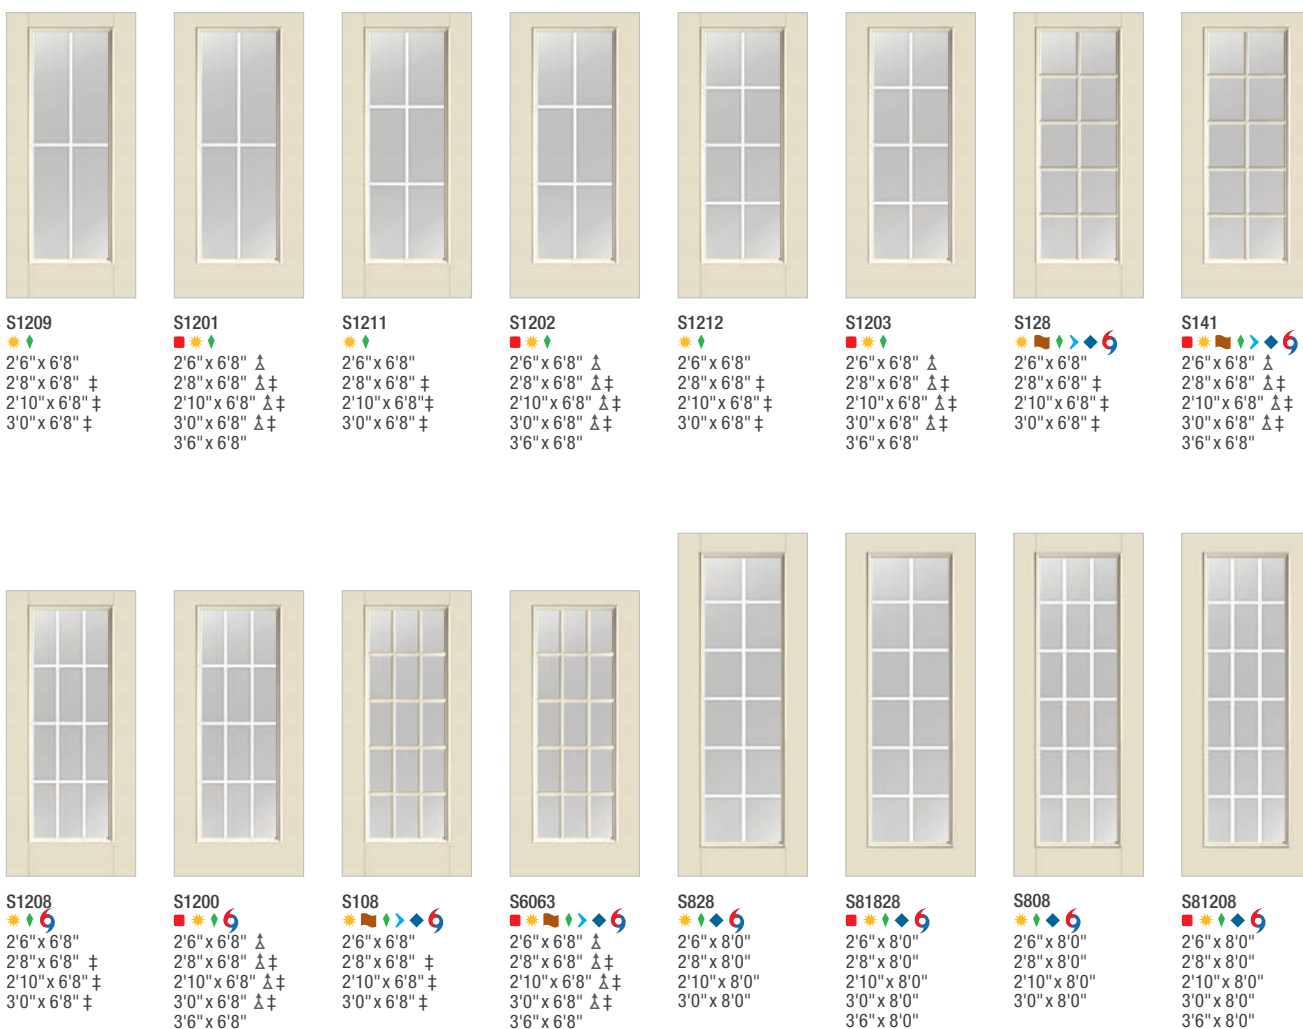 S1209
2'6" x 6'8"
2'8" x 6'8" ‡
2'10" x 6'8" ‡
3'0" x 6'8" ‡
S1201
2'6" x 6'8"
2'8" x 6'8" ‡
2'10" x 6'8" ‡
3'0" x 6'8" ‡
3'6" x 6'8"
S1211
2'6" x 6'8"
2'8" x 6'8" ‡
2'10" x 6'8" ‡
3'0" x 6'8" ‡
S1202
2'6" x 6'8"
2'8" x 6'8" ‡
2'10" x 6'8" ‡
3'0" x 6'8" ‡
3'6" x 6'8"
S1212
2'6" x 6'8"
2'8" x 6'8" ‡
2'10" x 6'8" ‡
3'0" x 6'8" ‡
S1203
2'6" x 6'8"
2'8" x 6'8" ‡
2'10" x 6'8" ‡
3'0" x 6'8" ‡
3'6" x 6'8"
S128
2'6" x 6'8"
2'8" x 6'8" ‡
2'10" x 6'8" ‡
3'0" x 6'8" ‡
S141
2'6" x 6'8"
2'8" x 6'8" ‡
2'10" x 6'8" ‡
3'0" x 6'8" ‡
3'6" x 6'8"
S1208
2'6" x 6'8"
2'8" x 6'8" ‡
2'10" x 6'8" ‡
3'0" x 6'8" ‡
S1200
2'6" x 6'8"
2'8" x 6'8" ‡
2'10" x 6'8" ‡
3'0" x 6'8" ‡
3'6" x 6'8"
S108
2'6" x 6'8"
2'8" x 6'8" ‡
2'10" x 6'8" ‡
3'0" x 6'8" ‡
S6063
2'6" x 6'8"
2'8" x 6'8" ‡
2'10" x 6'8" ‡
3'0" x 6'8" ‡
3'6" x 6'8"
S828
2'6" x 8'0"
2'8" x 8'0"
2'10" x 8'0"
3'0" x 8'0"
S81828
2'6" x 8'0"
2'8" x 8'0"
2'10" x 8'0"
3'0" x 8'0"
3'6" x 8'0"
S808
2'6" x 8'0"
2'8" x 8'0"
2'10" x 8'0"
3'0" x 8'0"
S81208
2'6" x 8'0"
2'8" x 8'0"
2'10" x 8'0"
3'0" x 8'0"
3'6" x 8'0"